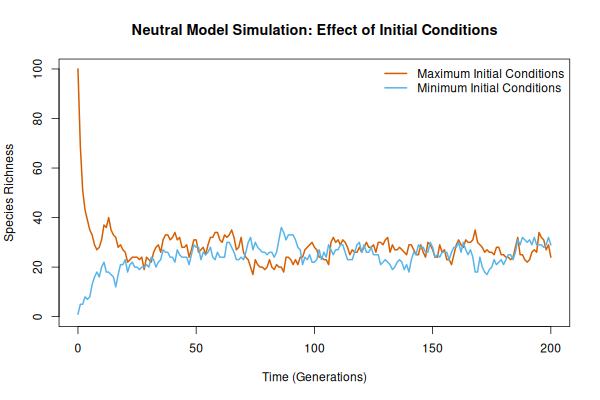 Neutral Model Simulation: Effect of Initial Conditions
Maximum Initial Conditions
Minimum Initial Conditions
Species Richness
100
80
60
40
20
0
0 50 100 150 200
Time (Generations)